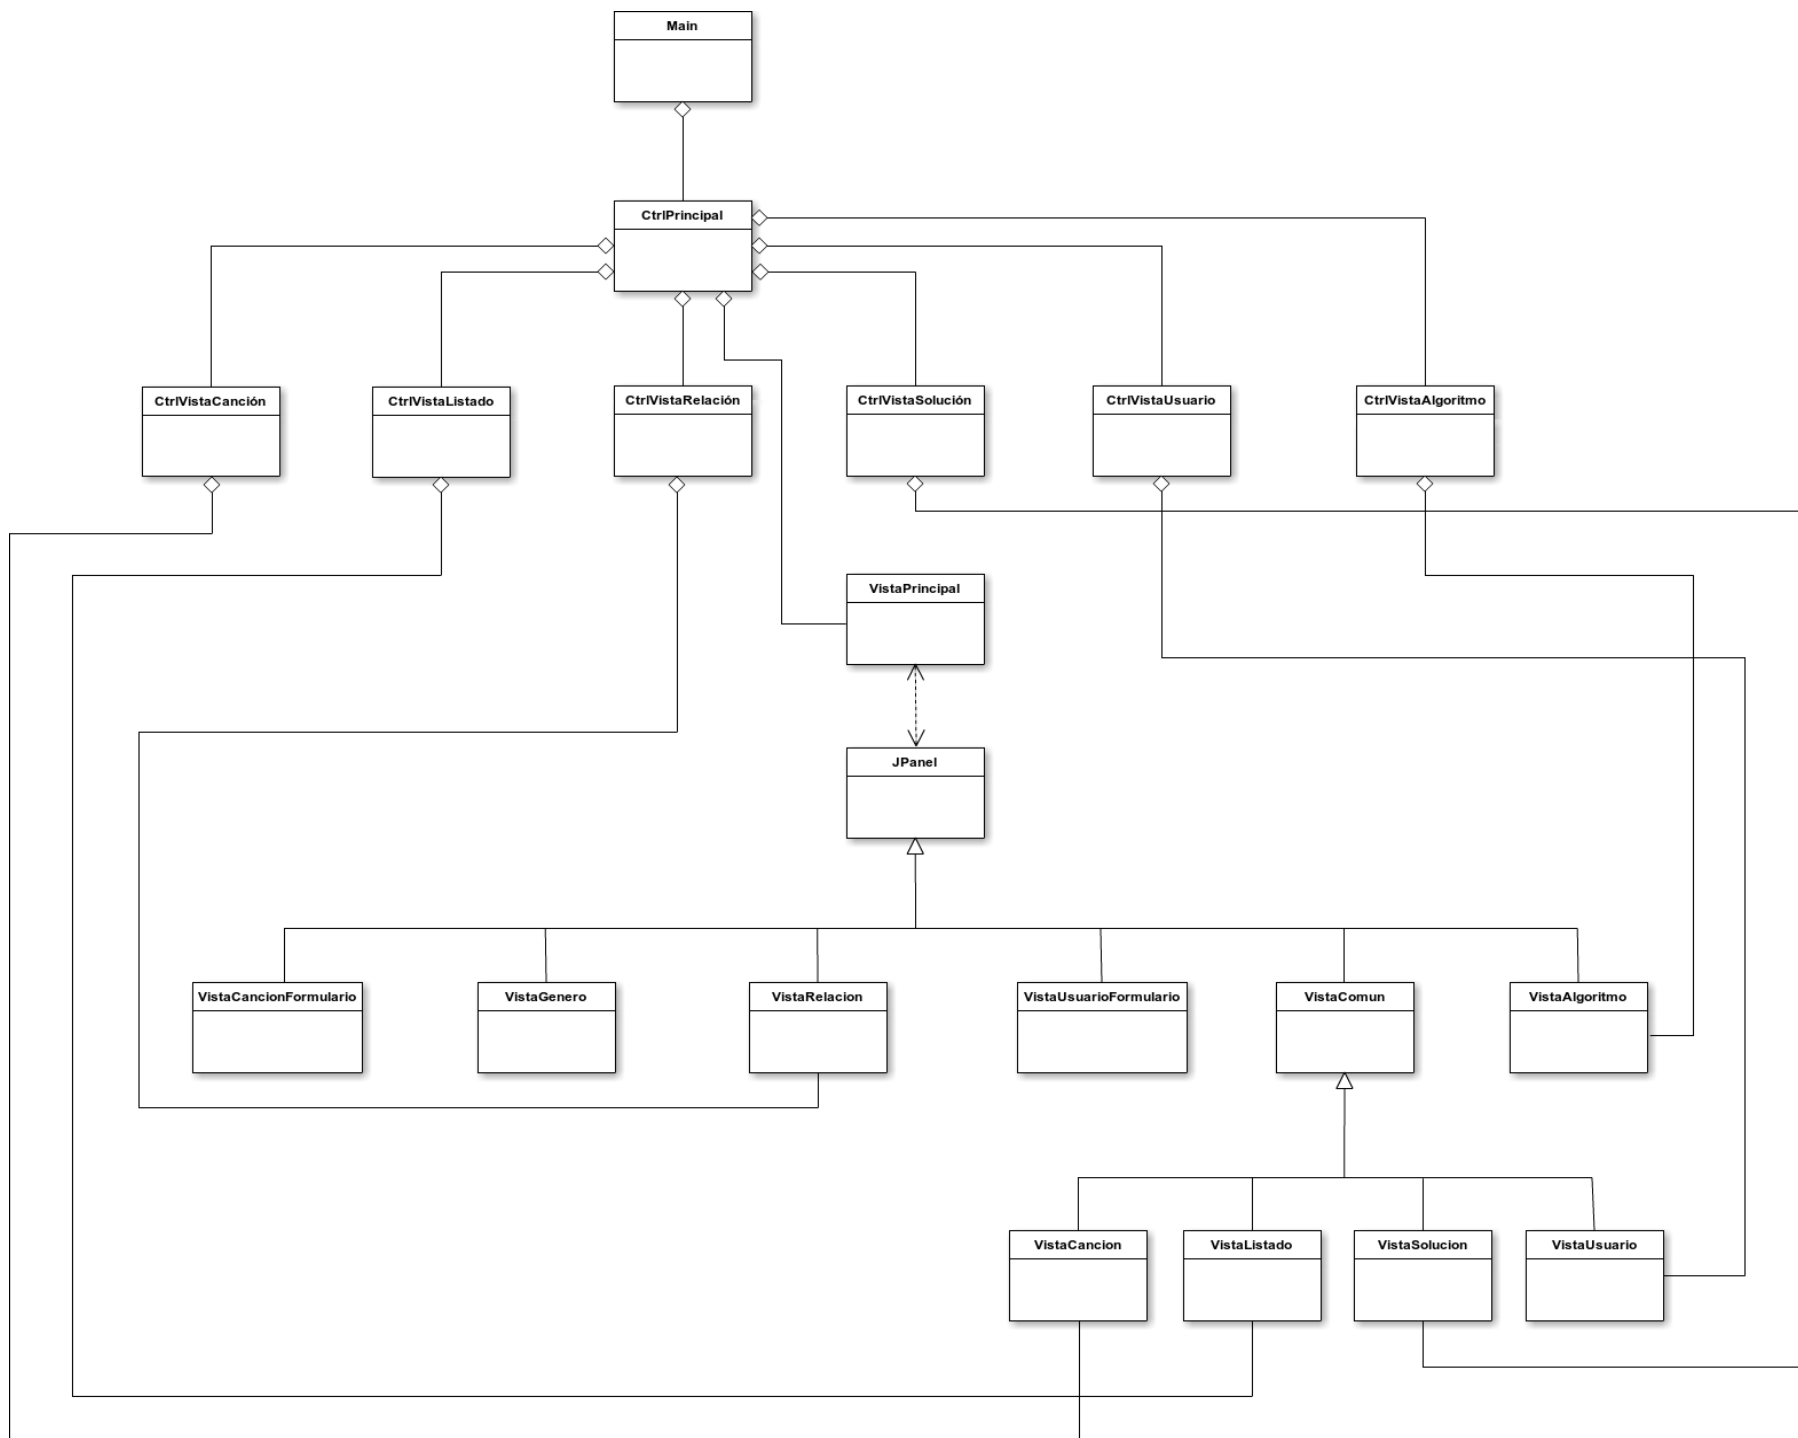 Main
CtrlPrincipal
CtrlVistaCanción
CtrlVistaListado
CtrlVistaRelación
CtrlVistaSolución
CtrlVistaUsuario
CtrlVistaAlgoritmo
VistaPrincipal
JPanel
VistaCancionFormulario
VistaGenero
VistaRelacion
VistaUsuarioFormulario
VistaComun
VistaAlgoritmo
VistaCancion
VistaListado
VistaSolucion
VistaUsuario